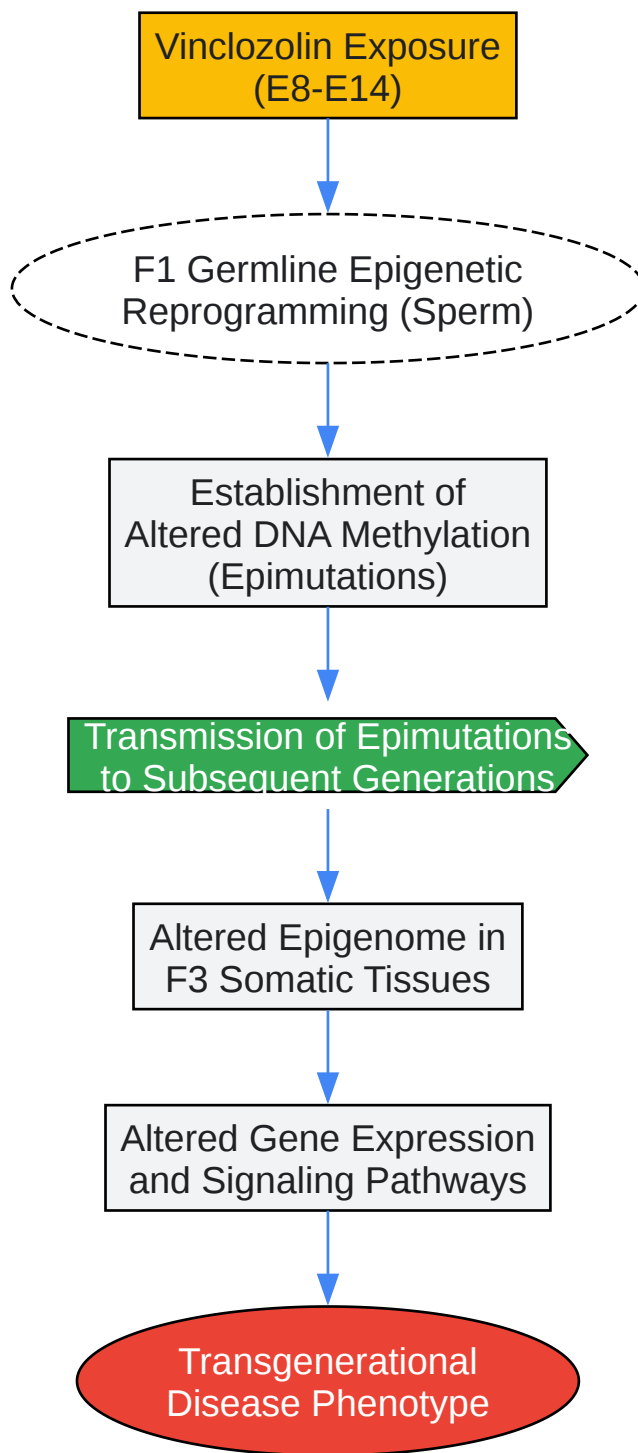 Vinclozolin Exposure
(E8-E14)
F1 Germline Epigenetic
Reprogramming (Sperm)
Establishment of
Altered DNA Methylation
(Epimutations)
Transmission of Epimutations
to Subsequent Generations
Altered Epigenome in
F3 Somatic Tissues
Altered Gene Expression
and Signaling Pathways
Transgenerational
Disease Phenotype